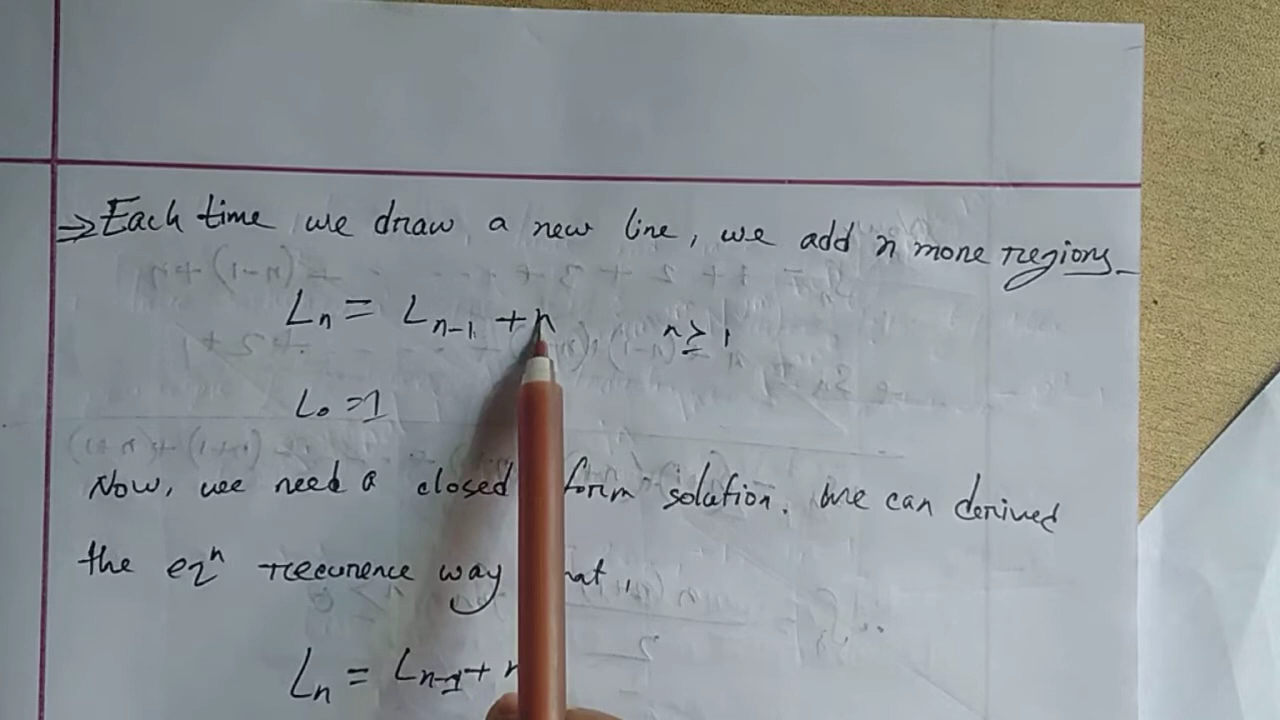 ⇒ Each time we draw a new line, we add n more regions.
Lₙ = Lₙ₋₁ + n n ≥ 1
L₀ = 1
Now, we need a closed form solution. we can derived
the eqⁿ reccurence way
Lₙ = Lₙ₋₁ +